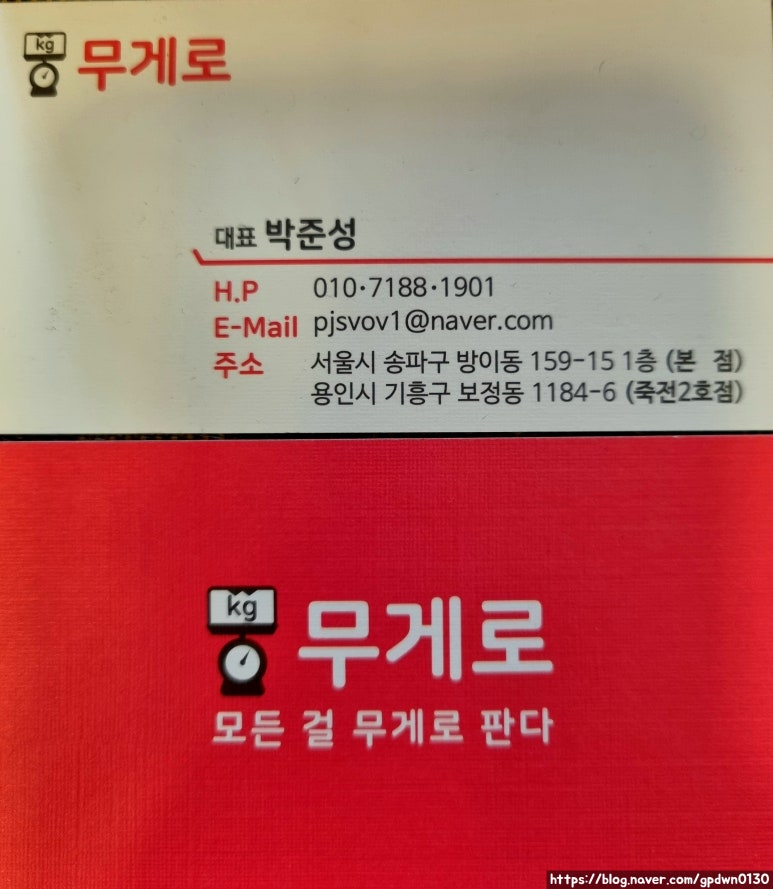 kg
무게로
대표 박준성
H.P 010·7188·1901
E-Mail pjsvov1@naver.com
주소 서울시 송파구 방이동 159-15 1층 (본 점)
용인시 기흥구 보정동 1184-6 (죽전2호점)
kg
무게로
모든 걸 무게로 판다
https://blog.naver.com/gpdwn0130